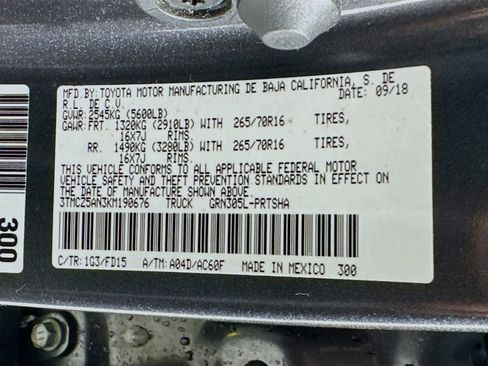 MFD.BY: TOYOTA MOTOR MANUFACTURING DE BAJA CALIFORNIA, S. DE
R.L. DE C.V. DATE: 09/18
GVWR: 2545KG (5600LB)
GAWR: FRT. 1320KG (2910LB) WITH 265/70R16 TIRES,
16X7J RIMS.
RR. 1490KG (3280LB) WITH 265/70R16 TIRES,
16X7J RIMS.
THIS VEHICLE CONFORMS TO ALL APPLICABLE FEDERAL MOTOR
VEHICLE SAFETY AND THEFT PREVENTION STANDARDS IN EFFECT ON
THE DATE OF MANUFACTURE SHOWN ABOVE.
3TMCZ5AN3KM190676 TRUCK GRN305L-PRTSHA
C/TR: 1G3/FD15 A/TM: A04D/AC60F MADE IN MEXICO 300
300